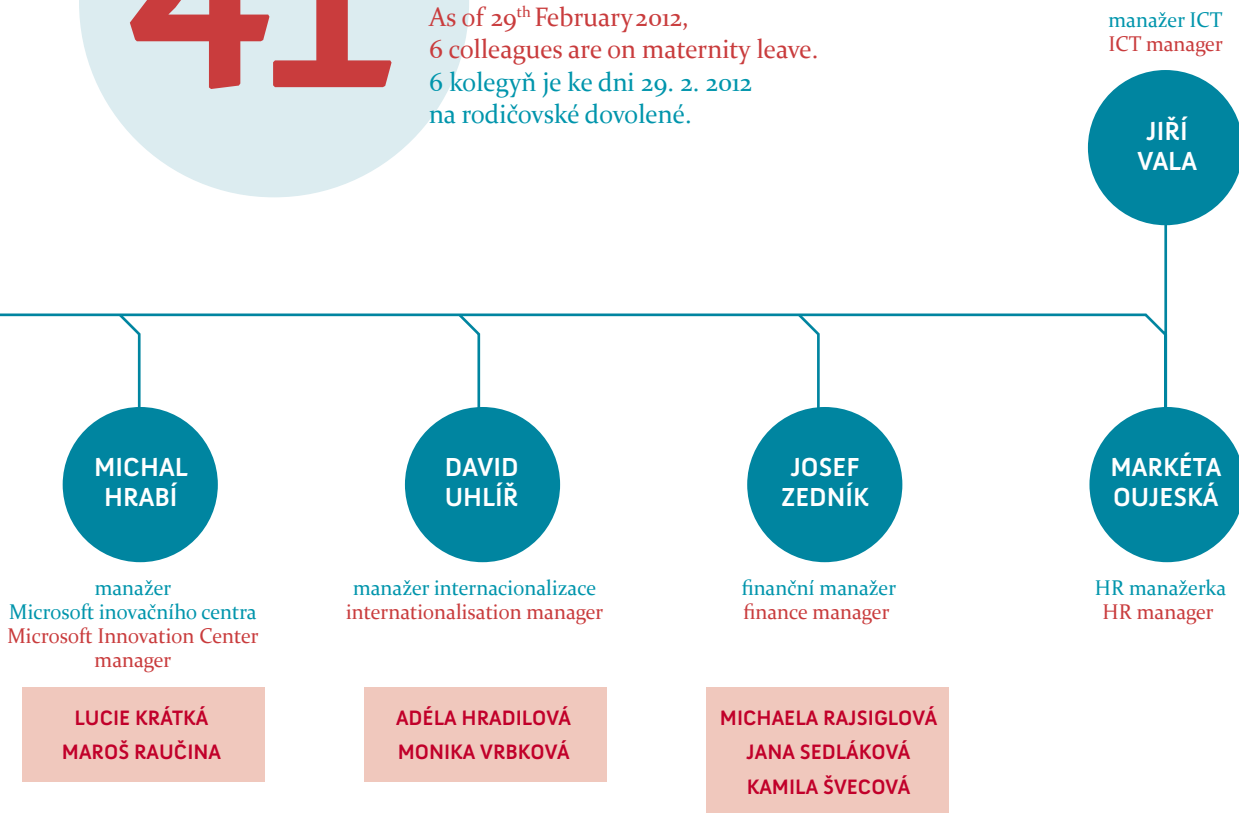 41
As of 29th February 2012,
6 colleagues are on maternity leave.
6 kolegyň je ke dni 29. 2. 2012
na rodičovské dovolené.
manažer ICT
ICT manager
JIŘÍ
VALA
MICHAL
HRABÍ
manažer
Microsoft inovačního centra
Microsoft Innovation Center
manager
LUCIE KRÁTKÁ
MAROŠ RAUČINA
DAVID
UHLÍŘ
manažer internacionalizace
internationalisation manager
ADÉLA HRADILOVÁ
MONIKA VRBKOVÁ
JOSEF
ZEDNÍK
finanční manažer
finance manager
MICHAELA RAJSIGLOVÁ
JANA SEDLÁKOVÁ
KAMILA ŠVECOVÁ
MARKÉTA
OUJESKÁ
HR manažerka
HR manager